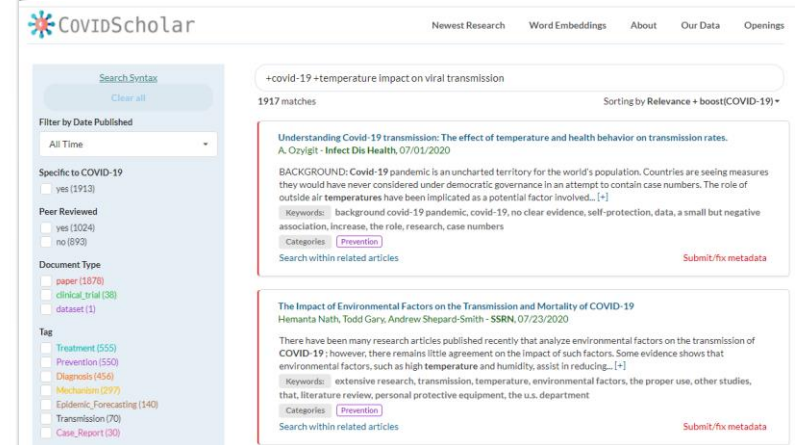 COVIDScholar
Newest Research Word Embeddings About Our Data Openings
Search Syntax
Clear all
Filter by Date Published
All Time
Specific to COVID-19
yes (1913)
Peer Reviewed
yes (1024)
no (893)
Document Type
paper (1878)
clinical_trial (38)
dataset (1)
Tag
Treatment (555)
Prevention (550)
Diagnosis (456)
Mechanism (297)
Epidemic_Forecasting (140)
Transmission (70)
Case_Report (30)
+covid-19 +temperature impact on viral transmission
1917 matches
Sorting by Relevance + boost(COVID-19)
Understanding Covid-19 transmission: The effect of temperature and health behavior on transmission rates.
A. Ozyigit - Infect Dis Health, 07/01/2020
BACKGROUND: Covid-19 pandemic is an uncharted territory for the world's population. Countries are seeing measures
they would have never considered under democratic governance in an attempt to contain case numbers. The role of
outside air temperatures have been implicated as a potential factor involved... [+]
Keywords: background covid-19 pandemic, covid-19, no clear evidence, self-protection, data, a small but negative
association, increase, the role, research, case numbers
Categories Prevention
Search within related articles
Submit/fix metadata
The Impact of Environmental Factors on the Transmission and Mortality of COVID-19
Hemanta Nath, Todd Gary, Andrew Shepard-Smith - SSRN, 07/23/2020
There have been many research articles published recently that analyze environmental factors on the transmission of
COVID-19 ; however, there remains little agreement on the impact of such factors. Some evidence shows that
environmental factors, such as high temperature and humidity, assist in reducing... [+]
Keywords: extensive research, transmission, temperature, environmental factors, the proper use, other studies,
that, literature review, personal protective equipment, the u.s. department
Categories Prevention
Search within related articles
Submit/fix metadata